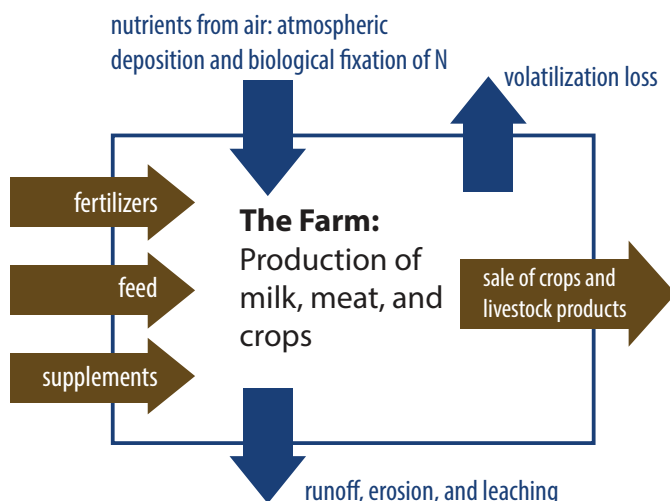 nutrients from air: atmospheric
deposition and biological fixation of N
volatilization loss
fertilizers
feed
supplements
The Farm:
Production of
milk, meat, and
crops
sale of crops and
livestock products
runoff, erosion, and leaching